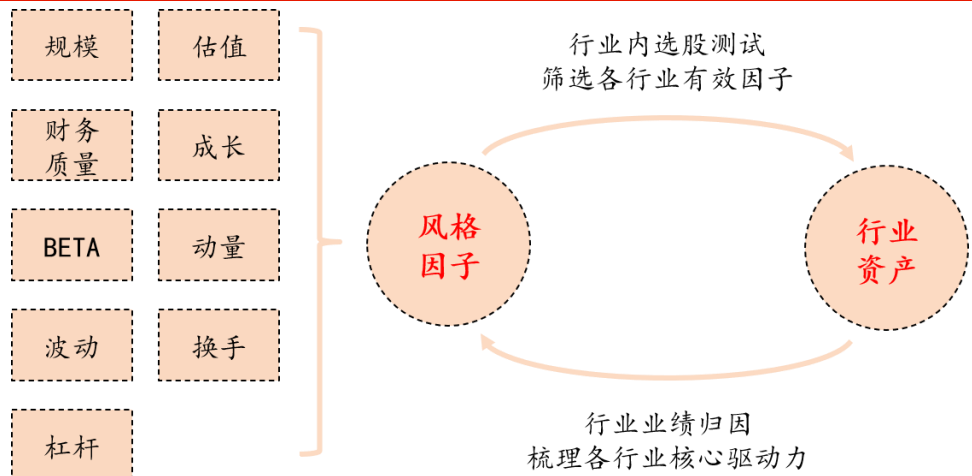 规模
估值
财务
质量
成长
BETA
动量
波动
换手
杠杆
行业内选股测试
筛选各行业有效因子
风格
因子
行业
资产
行业业绩归因
梳理各行业核心驱动力